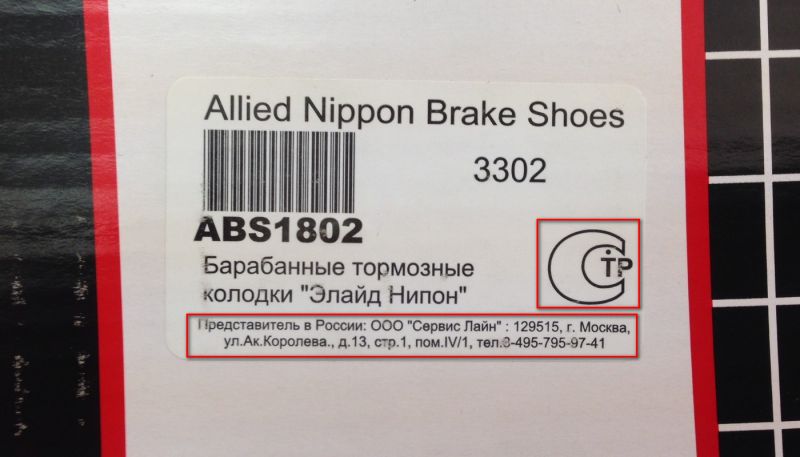 Allied Nippon Brake Shoes
3302
ABS1802
Барабанные тормозные
колодки "Элайд Нипон"
ТР
Представитель в России: ООО "Сервис Лайн" : 129515, г. Москва,
ул.Ак.Королева., д.13, стр.1, пом.IV/1, тел.8-495-795-97-41